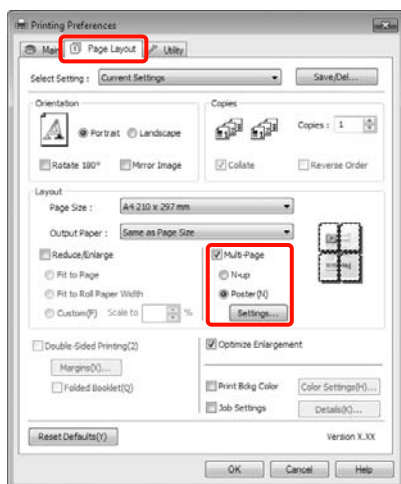 Printing Preferences
Main Page Layout Utility
Select Setting : Current Settings Save/Del...
Orientation
Portrait Landscape
Rotate 180° Mirror Image
Copies
Copies : 1
Collate Reverse Order
Layout
Page Size : A4 210 x 297 mm
Output Paper : Same as Page Size
Reduce/Enlarge
Fit to Page
Fit to Roll Paper Width
Custom(F) Scale to %
Multi-Page
N-up
Poster(N)
Settings...
Double-Sided Printing(2)
Margins(X)...
Folded Booklet(Q)
Optimize Enlargement
Print Bckg Color Color Settings(H)...
Job Settings Details(K)...
Reset Defaults(Y) Version X.XX
OK Cancel Help